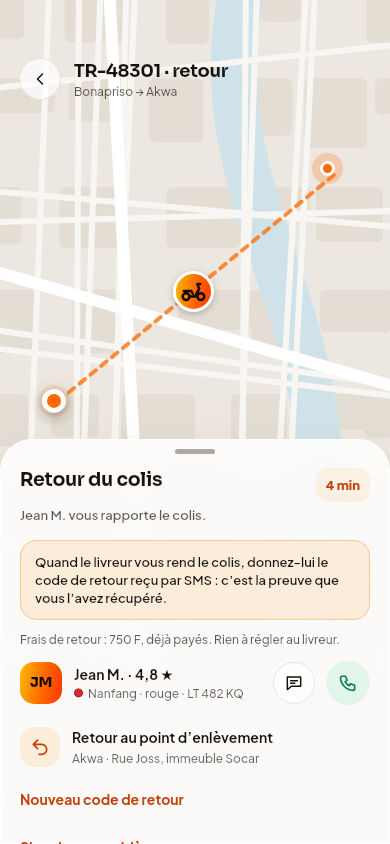 TR-48301 · retour
Bonapriso → Akwa
Retour du colis
4 min
Jean M. vous rapporte le colis.
Quand le livreur vous rend le colis, donnez-lui le
code de retour reçu par SMS : c’est la preuve que
vous l’avez récupéré.
Frais de retour : 750 F, déjà payés. Rien à régler au livreur.
JM
Jean M. · 4,8 ★
Nanfang · rouge · LT 482 KQ
Retour au point d’enlèvement
Akwa · Rue Joss, immeuble Socar
Nouveau code de retour